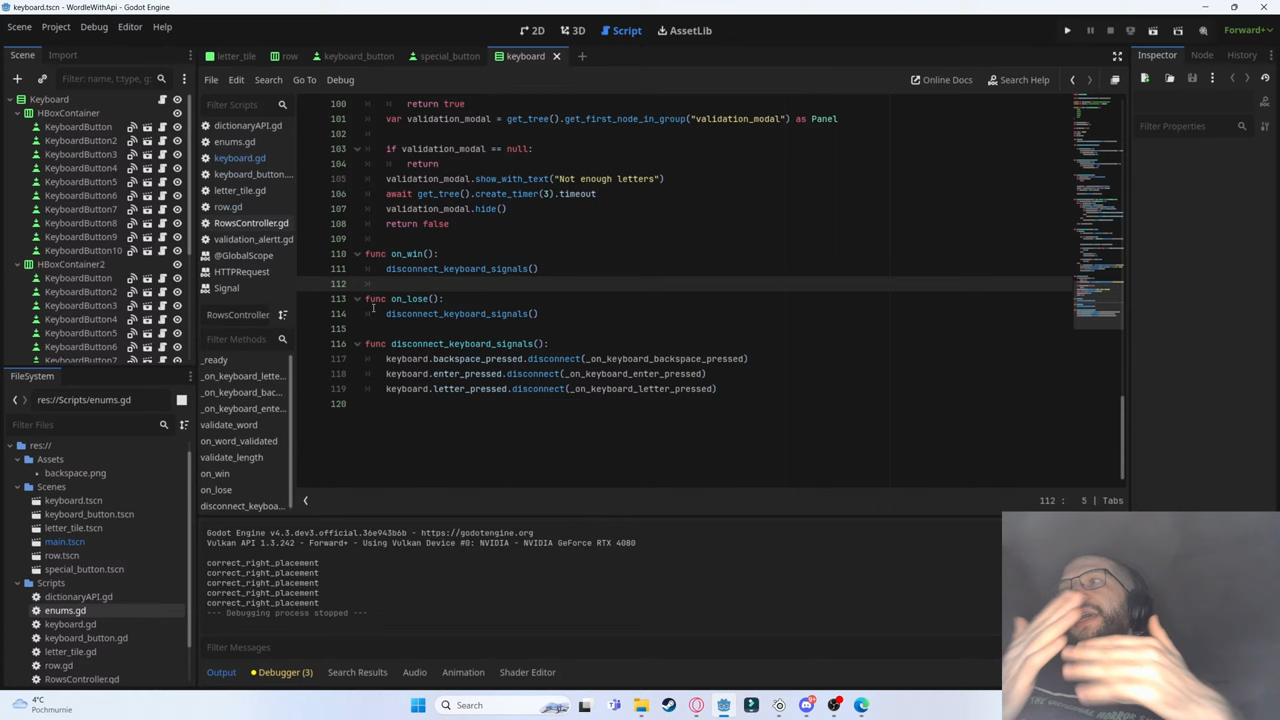 keyboard.tscn - WordleWithApi - Godot Engine
Scene Project Debug Editor Help
2D 3D Script AssetLib
Forward+
Scene Import
letter_tile row keyboard_button special_button keyboard
Inspector Node History
Filter: name, t:type, g:
File Edit Search Go To Debug
Online Docs Search Help
Keyboard
HBoxContainer
KeyboardButton
KeyboardButton2
KeyboardButton3
KeyboardButton4
KeyboardButton5
KeyboardButton6
KeyboardButton7
KeyboardButton8
KeyboardButton9
KeyboardButton10
HBoxContainer2
KeyboardButton
KeyboardButton2
KeyboardButton3
KeyboardButton4
KeyboardButton5
KeyboardButton6
KeyboardButton7
Filter Scripts
dictionaryAPI.gd
enums.gd
keyboard.gd
keyboard_button....
letter_tile.gd
row.gd
RowsController.gd
validation_alertt.gd
@GlobalScope
HTTPRequest
Signal
RowsController
Filter Methods
_ready
_on_keyboard_lette...
_on_keyboard_bac...
_on_keyboard_ente...
validate_word
on_word_validated
validate_length
on_win
on_lose
disconnect_keyboa...
100 return true
101 var validation_modal = get_tree().get_first_node_in_group("validation_modal") as Panel
102
103 if validation_modal == null:
104 return
105 validation_modal.show_with_text("Not enough letters")
106 await get_tree().create_timer(3).timeout
107 validation_modal.hide()
108 return false
109
110 func on_win():
111 disconnect_keyboard_signals()
112
113 func on_lose():
114 disconnect_keyboard_signals()
115
116 func disconnect_keyboard_signals():
117 keyboard.backspace_pressed.disconnect(_on_keyboard_backspace_pressed)
118 keyboard.enter_pressed.disconnect(_on_keyboard_enter_pressed)
119 keyboard.letter_pressed.disconnect(_on_keyboard_letter_pressed)
120
112 : 5 | Tabs
Filter Properties
FileSystem
res://Scripts/enums.gd
Filter Files
res://
Assets
backspace.png
Scenes
keyboard.tscn
keyboard_button.tscn
letter_tile.tscn
main.tscn
row.tscn
special_button.tscn
Scripts
dictionaryAPI.gd
enums.gd
keyboard.gd
keyboard_button.gd
letter_tile.gd
row.gd
RowsController.gd
Godot Engine v4.3.dev3.official.36e943b6b - https://godotengine.org
Vulkan API 1.3.242 - Forward+ - Using Vulkan Device #0: NVIDIA - NVIDIA GeForce RTX 4080
correct_right_placement
correct_right_placement
correct_right_placement
correct_right_placement
correct_right_placement
--- Debugging process stopped ---
Filter Messages
Output Debugger (3) Search Results Audio Animation Shader Editor
4°C
Pochmurnie
Search